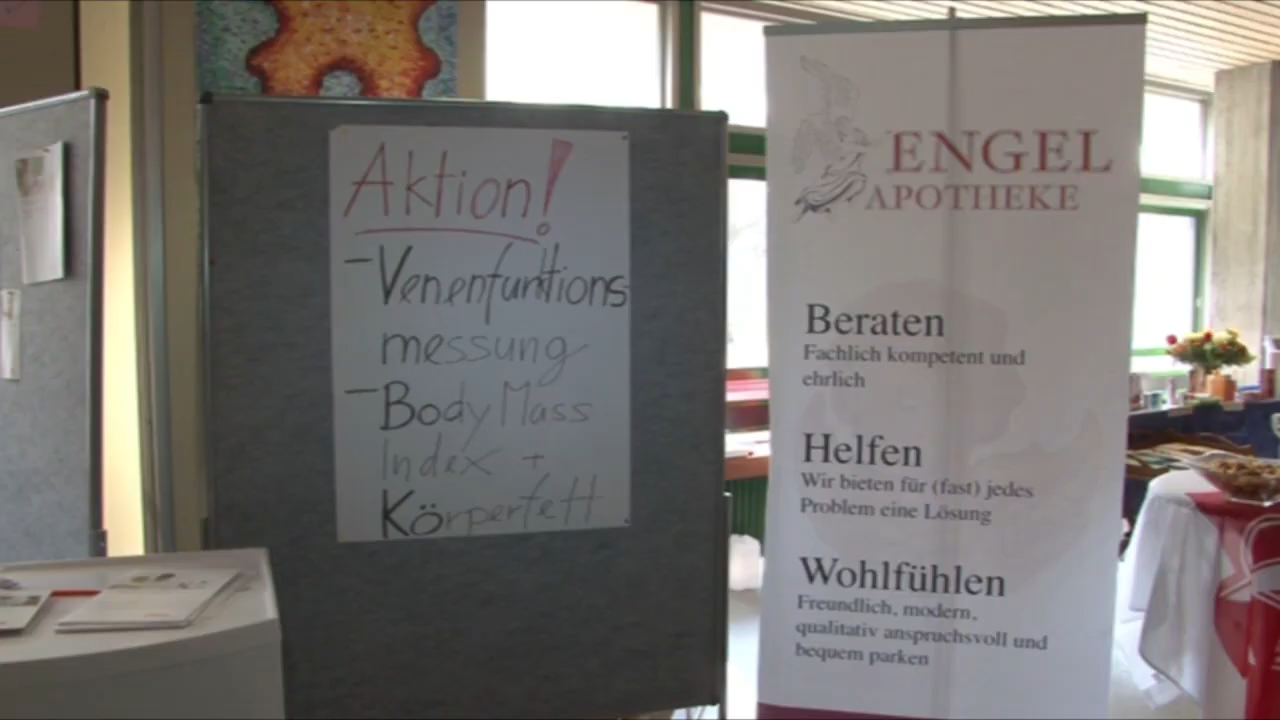 Aktion!
- Venenfunktions-
messung
- Body Mass
Index +
Körperfett
ENGEL
APOTHEKE
Beraten
Fachlich kompetent und
ehrlich
Helfen
Wir bieten für (fast) jedes
Problem eine Lösung
Wohlfühlen
Freundlich, modern,
qualitativ anspruchsvoll und
bequem parken